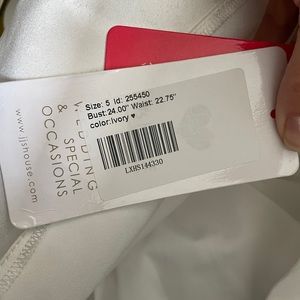 Size: 5 Id: 255450
Bust:24.00" Waist: 22.75"
color:Ivory ♥
LXHS144330
WEDDING
&
SPECIAL
OCCASIONS
www.jjshouse.com